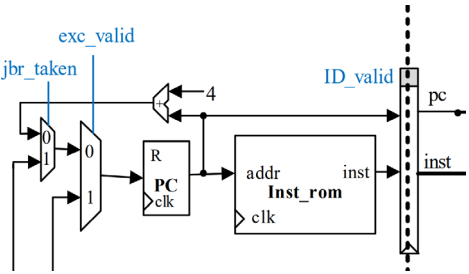 exc_valid
jbr_taken
ID_valid
4
+
pc
0
1
0
1
R
PC
clk
addr
inst
Inst_rom
clk
inst